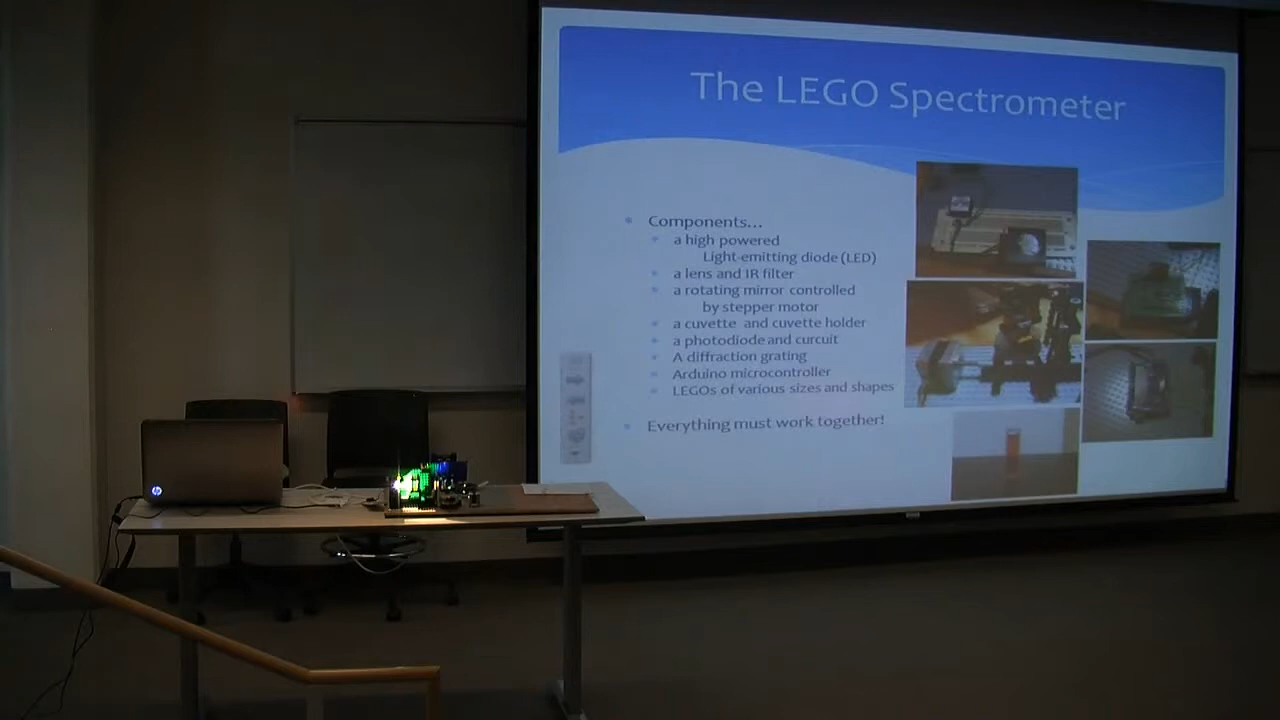 The LEGO Spectrometer
Components...
a high powered
Light-emitting diode (LED)
a lens and IR filter
a rotating mirror controlled
by stepper motor
a cuvette and cuvette holder
a photodiode and curcuit
A diffraction grating
Arduino microcontroller
LEGOs of various sizes and shapes
Everything must work together!
hp